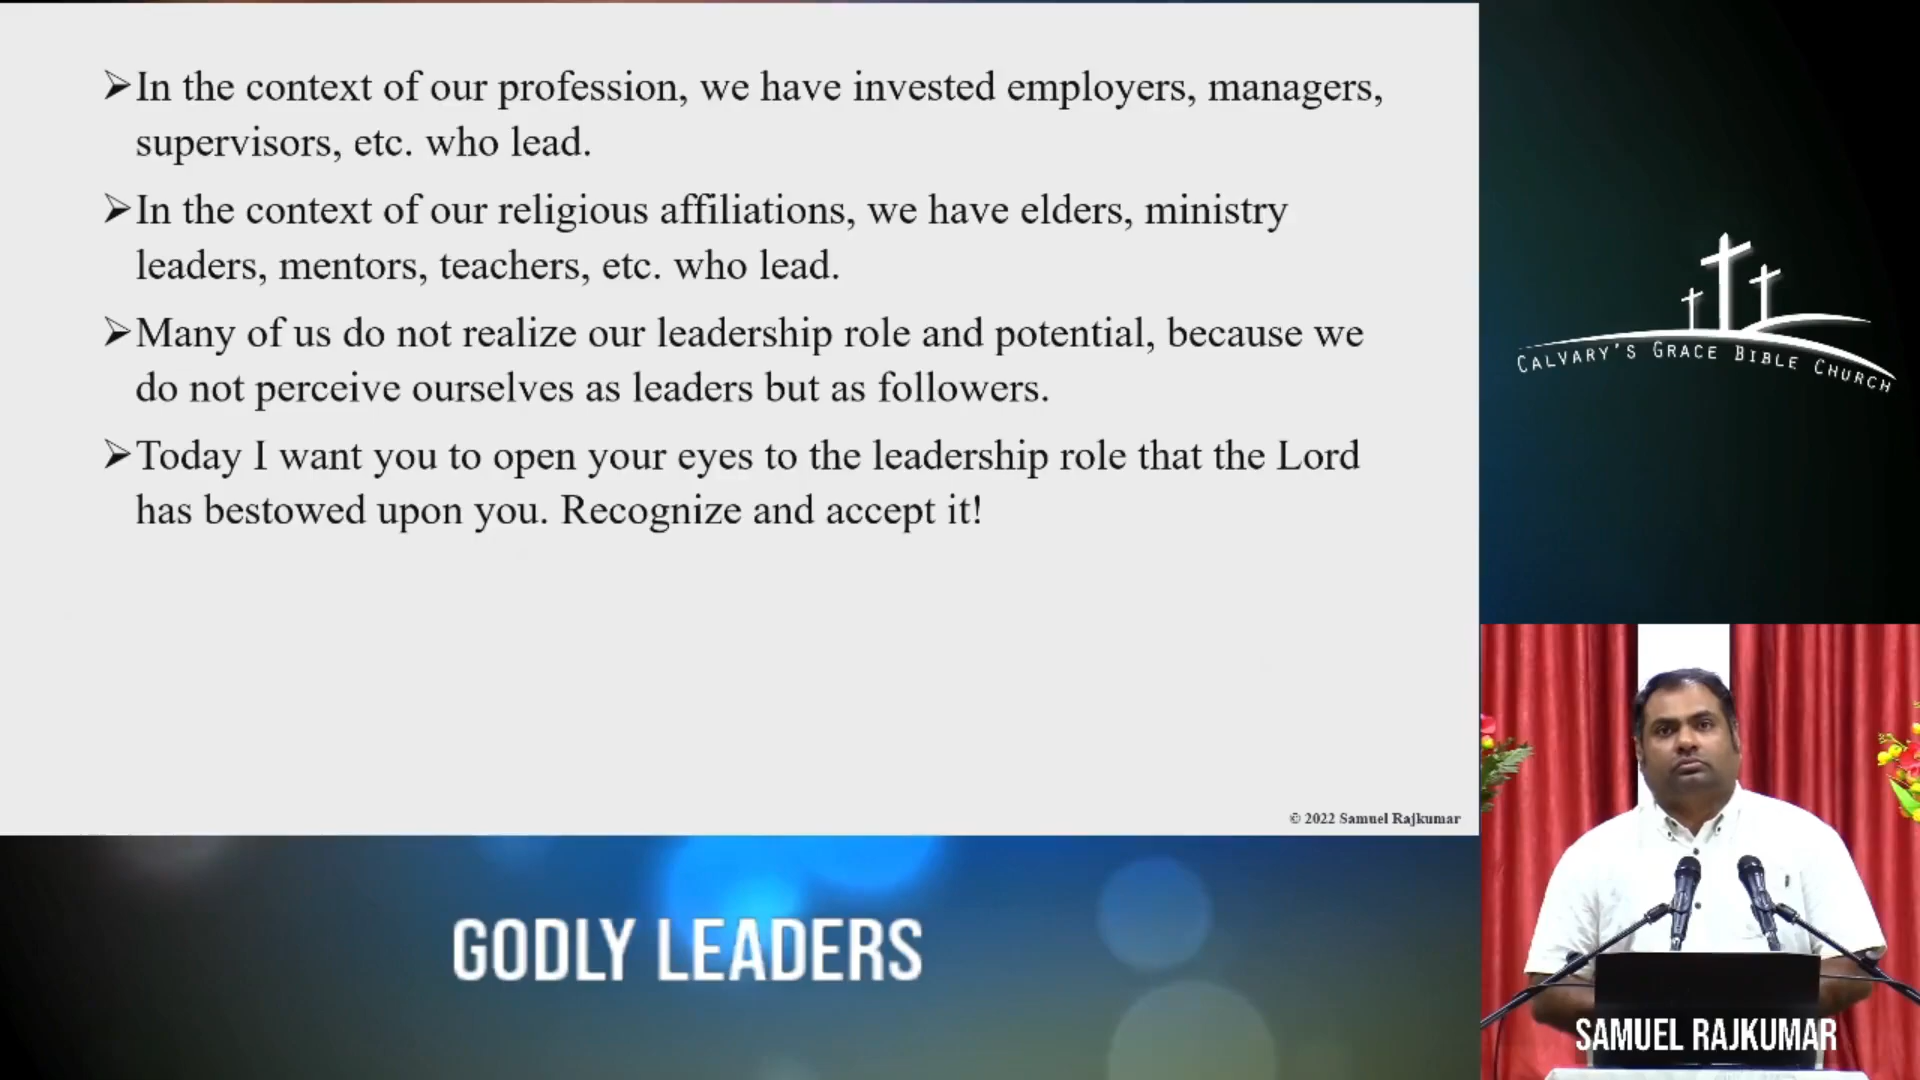 ➢In the context of our profession, we have invested employers, managers,
supervisors, etc. who lead.
➢In the context of our religious affiliations, we have elders, ministry
leaders, mentors, teachers, etc. who lead.
➢Many of us do not realize our leadership role and potential, because we
do not perceive ourselves as leaders but as followers.
➢Today I want you to open your eyes to the leadership role that the Lord
has bestowed upon you. Recognize and accept it!
© 2022 Samuel Rajkumar
GODLY LEADERS
CALVARY'S GRACE BIBLE CHURCH
SAMUEL RAJKUMAR